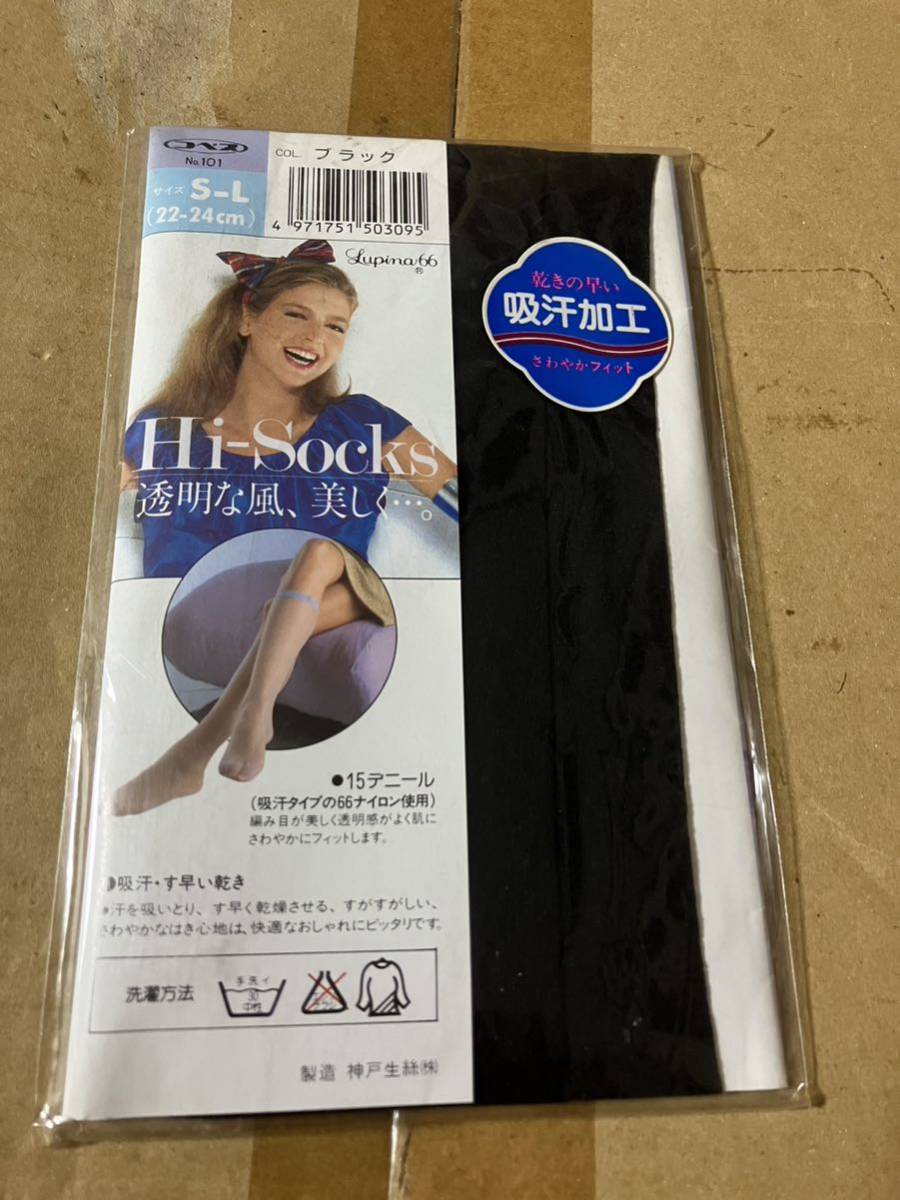 コベス
No.101
サイズ S-L
(22-24cm)
COL. ブラック
4 971751 503095
Lupina66
®
乾きの早い
吸汗加工
さわやかフィット
Hi-Socks
透明な風、美しく…。
●15デニール
(吸汗タイプの66ナイロン使用)
編み目が美しく透明感がよく肌に
さわやかにフィットします。
●吸汗・す早い乾き
●汗を吸いとり、す早く乾燥させる、すがすがしい、
さわやかなはき心地は、快適なおしゃれにピッタリです。
洗濯方法
手洗イ
30
中性
製造 神戸生絲㈱